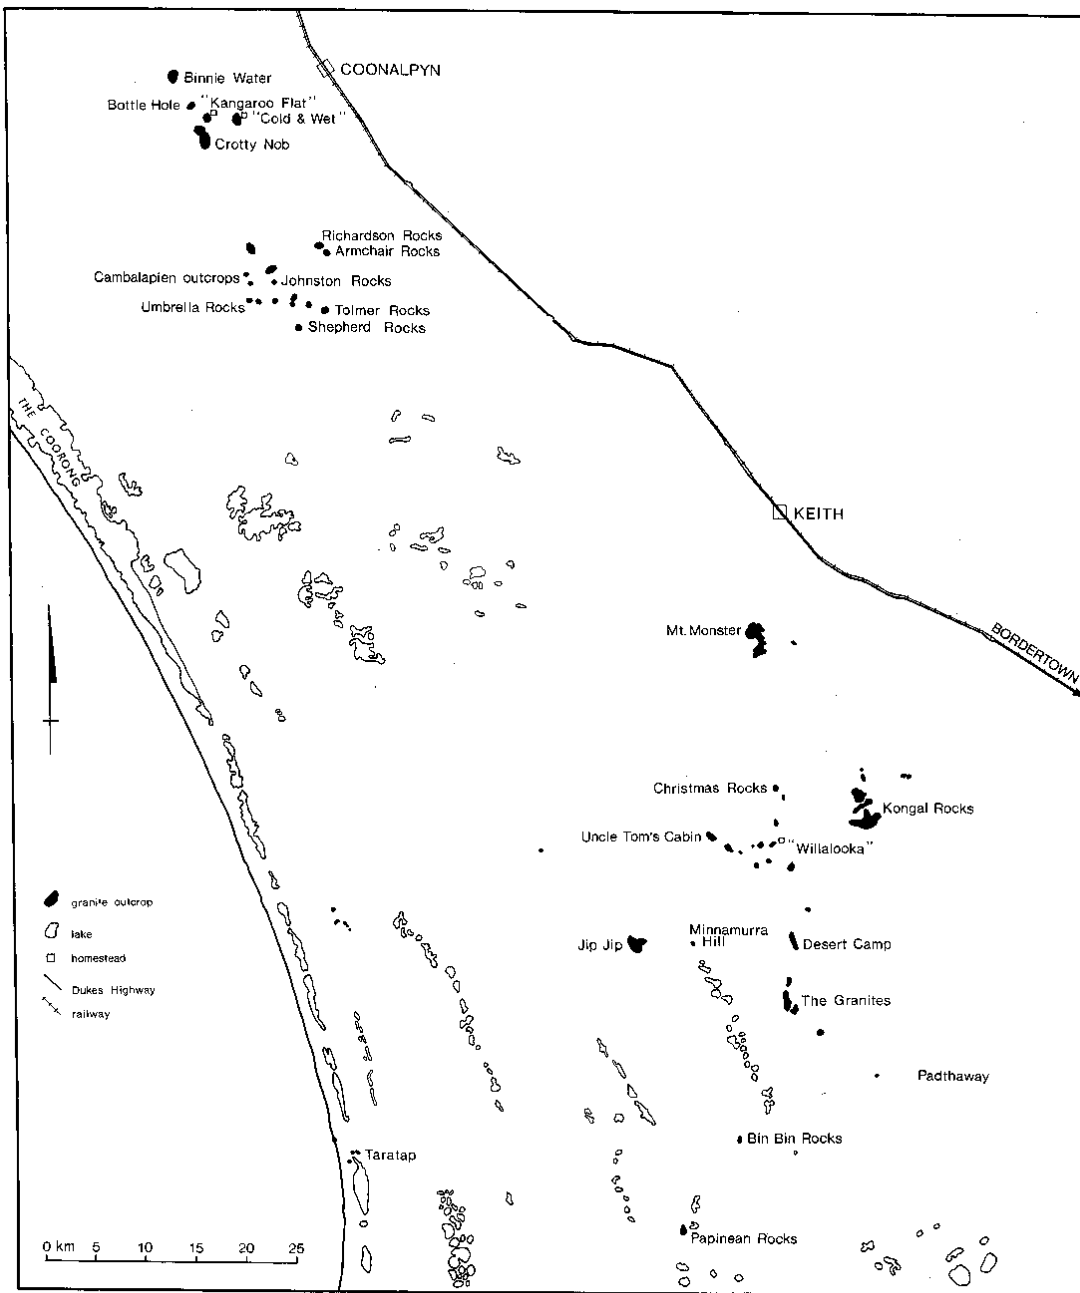 COONALPYN
Binnie Water
Bottle Hole
"Kangaroo Flat"
"Cold & Wet"
Crotty Nob
Richardson Rocks
Armchair Rocks
Cambalapien outcrops
Johnston Rocks
Umbrella Rocks
Tolmer Rocks
Shepherd Rocks
THE COORONG
KEITH
Mt. Monster
BORDERTOWN
Christmas Rocks
Kongal Rocks
Uncle Tom's Cabin
"Willalooka"
granite outcrop
lake
homestead
Dukes Highway
railway
Jip Jip
Minnamurra
Hill
Desert Camp
The Granites
Padthaway
Bin Bin Rocks
Taratap
Papinean Rocks
0 km 5 10 15 20 25